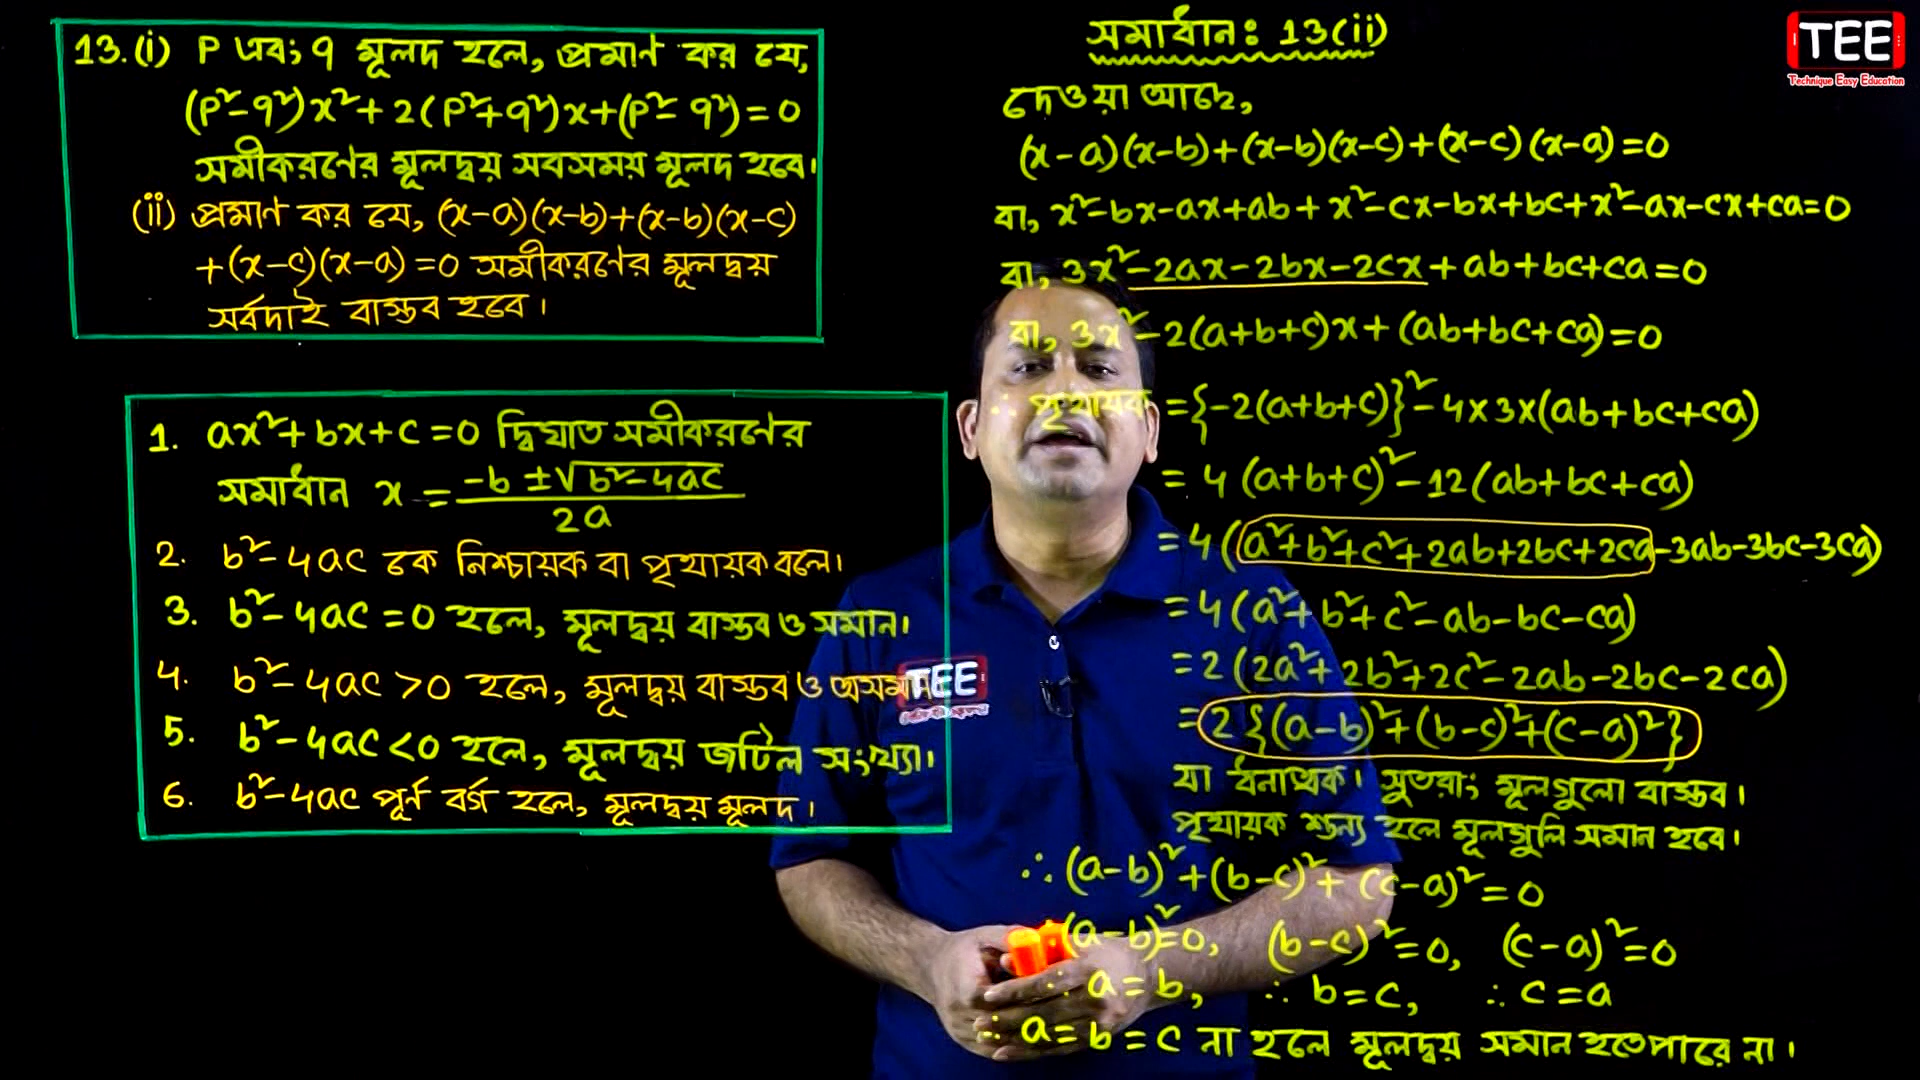 13.(i) P এবং q মূলদ হলে, প্রমাণ কর যে,
(p²-q²)x²+2(p²+q²)x+(p²-q²)=0
সমীকরণের মূলদ্বয় সবসময় মূলদ হবে।
(ii) প্রমাণ কর যে, (x-a)(x-b)+(x-b)(x-c)
+(x-c)(x-a)=0 সমীকরণের মূলদ্বয়
সর্বদাই বাস্তব হবে।
1. ax²+bx+c=0 দ্বিঘাত সমীকরণের
সমাধান x = (-b ±√(b²-4ac))/2a
2. b²-4ac কে নিশ্চায়ক বা পৃথায়ক বলে।
3. b²-4ac=0 হলে, মূলদ্বয় বাস্তব ও সমান।
4. b²-4ac>0 হলে, মূলদ্বয় বাস্তব ও অসমান
5. b²-4ac<0 হলে, মূলদ্বয় জটিল সংখ্যা।
6. b²-4ac পূর্ণ বর্গ হলে, মূলদ্বয় মূলদ।
সমাধান: 13(ii)
দেওয়া আছে,
(x-a)(x-b)+(x-b)(x-c)+(x-c)(x-a)=0
বা, x²-bx-ax+ab+x²-cx-bx+bc+x²-ax-cx+ca=0
বা, 3x²-2ax-2bx-2cx+ab+bc+ca=0
বা, 3x²-2(a+b+c)x+(ab+bc+ca)=0
∴ পৃথায়ক ={-2(a+b+c)}²-4×3×(ab+bc+ca)
= 4(a+b+c)²-12(ab+bc+ca)
=4(a²+b²+c²+2ab+2bc+2ca-3ab-3bc-3ca)
=4(a²+b²+c²-ab-bc-ca)
=2(2a²+2b²+2c²-2ab-2bc-2ca)
=2{(a-b)²+(b-c)²+(c-a)²}
যা ধনাত্মক। সুতরাং মূলগুলো বাস্তব।
পৃথায়ক শূন্য হলে মূলগুলি সমান হবে।
∴(a-b)²+(b-c)²+(c-a)²=0
(a-b)²=0, (b-c)²=0, (c-a)²=0
∴ a=b, ∴ b=c, ∴ c=a
∴ a=b=c না হলে মূলদ্বয় সমান হতে পারে না।
TEE
Technique Easy Education
TEE